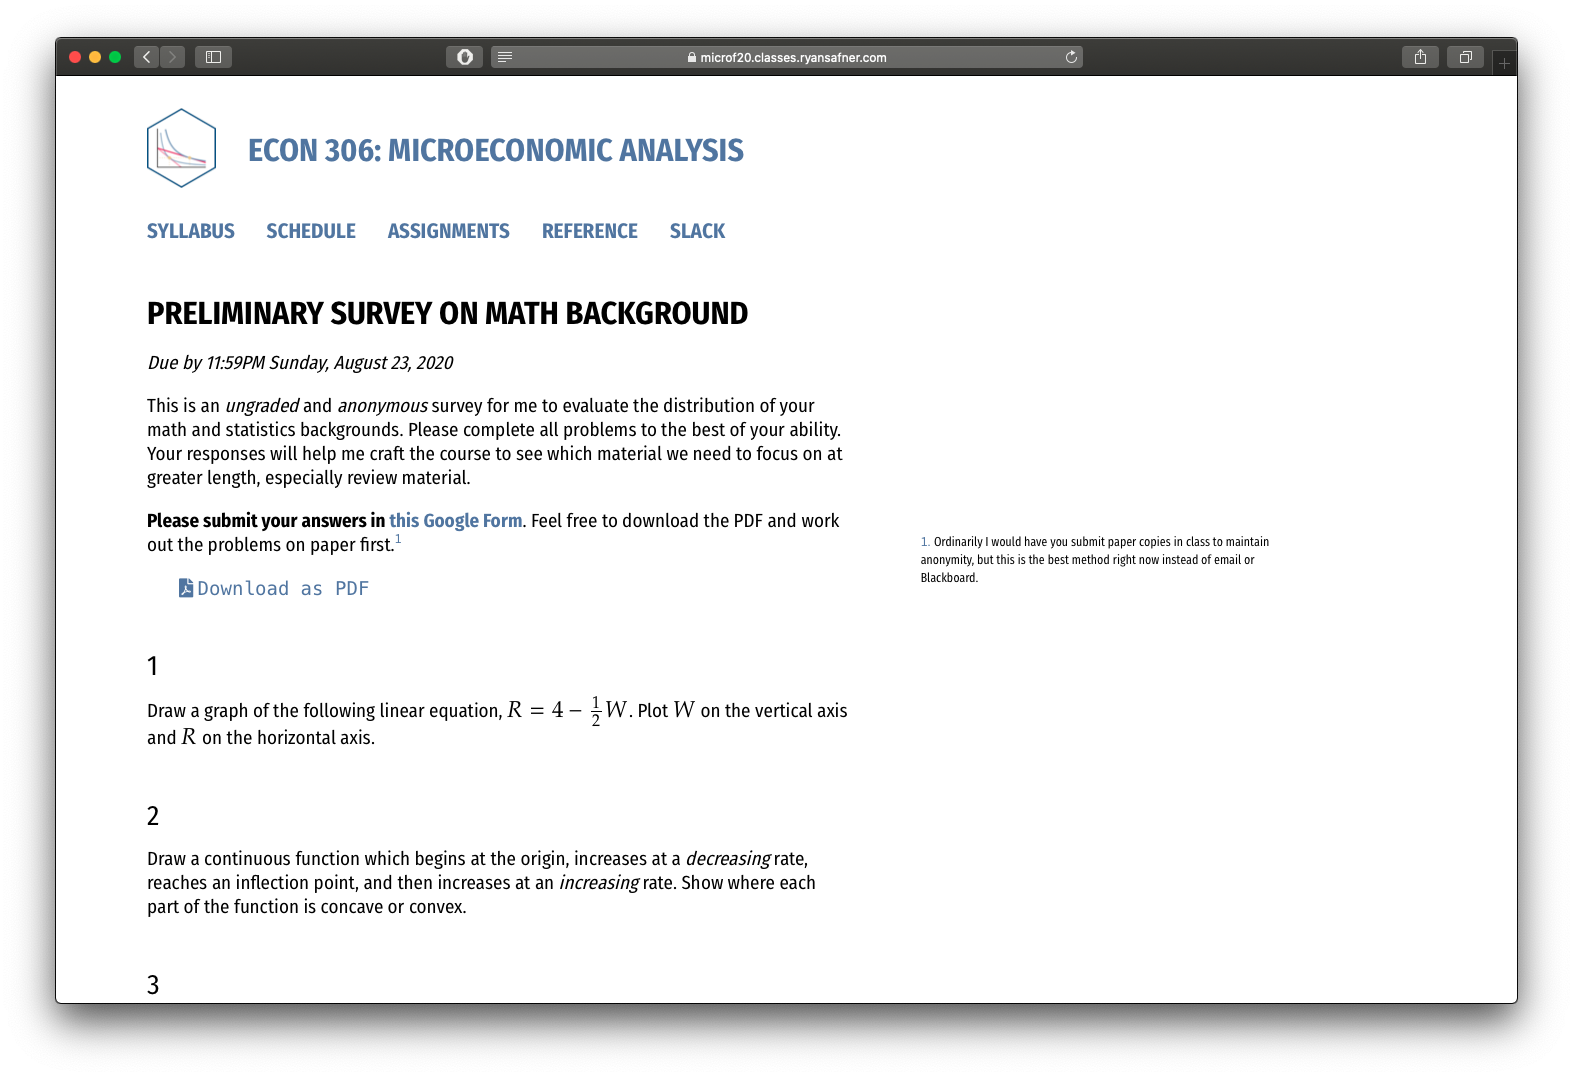 microf20.classes.ryansafner.com
ECON 306: MICROECONOMIC ANALYSIS
SYLLABUS SCHEDULE ASSIGNMENTS REFERENCE SLACK
PRELIMINARY SURVEY ON MATH BACKGROUND
Due by 11:59PM Sunday, August 23, 2020
This is an ungraded and anonymous survey for me to evaluate the distribution of your
math and statistics backgrounds. Please complete all problems to the best of your ability.
Your responses will help me craft the course to see which material we need to focus on at
greater length, especially review material.
Please submit your answers in this Google Form. Feel free to download the PDF and work
out the problems on paper first.1
1. Ordinarily I would have you submit paper copies in class to maintain
anonymity, but this is the best method right now instead of email or
Blackboard.
Download as PDF
1
Draw a graph of the following linear equation, R = 4 − 1/2 W. Plot W on the vertical axis
and R on the horizontal axis.
2
Draw a continuous function which begins at the origin, increases at a decreasing rate,
reaches an inflection point, and then increases at an increasing rate. Show where each
part of the function is concave or convex.
3